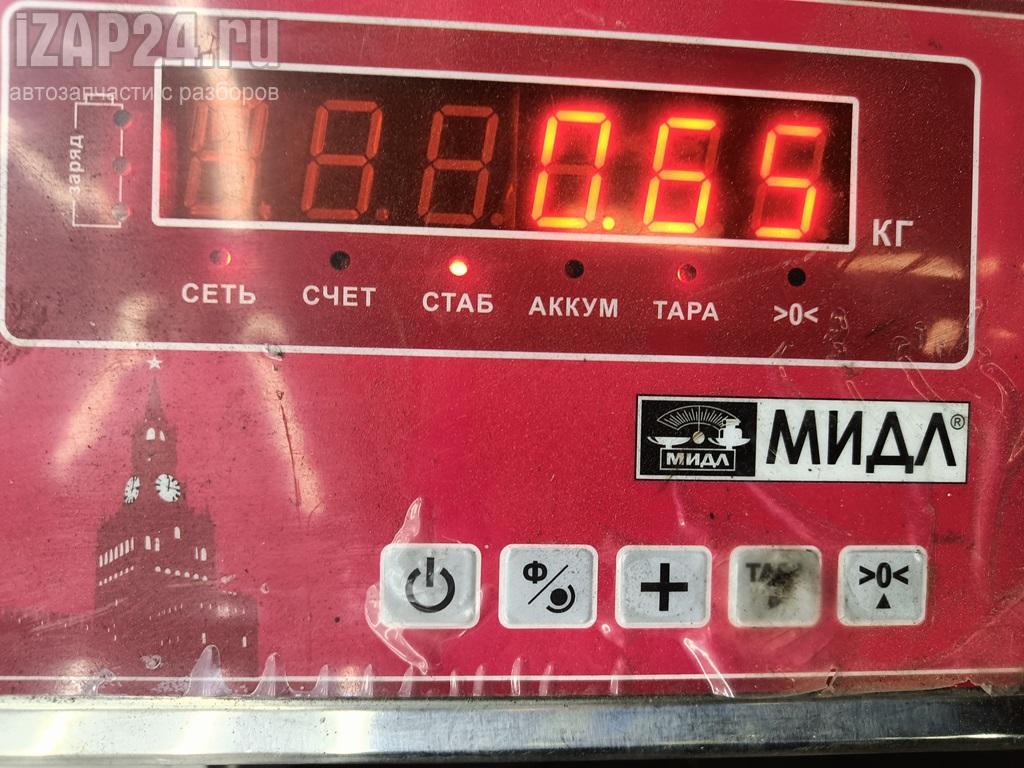 iZAP24.ru
автозапчасти с разборов
заряд
0.65
КГ
СЕТЬ СЧЕТ СТАБ АККУМ ТАРА >0<
МИДЛ МИДЛ®
Ф >0<